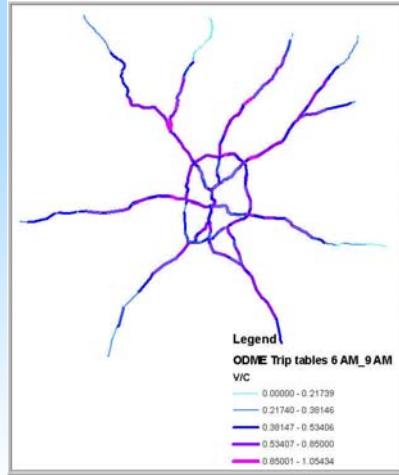 Legend
ODME Trip tables 6 AM_9 AM
V/C
0.00000 - 0.21739
0.21740 - 0.38146
0.38147 - 0.53406
0.53407 - 0.85000
0.85001 - 1.05434